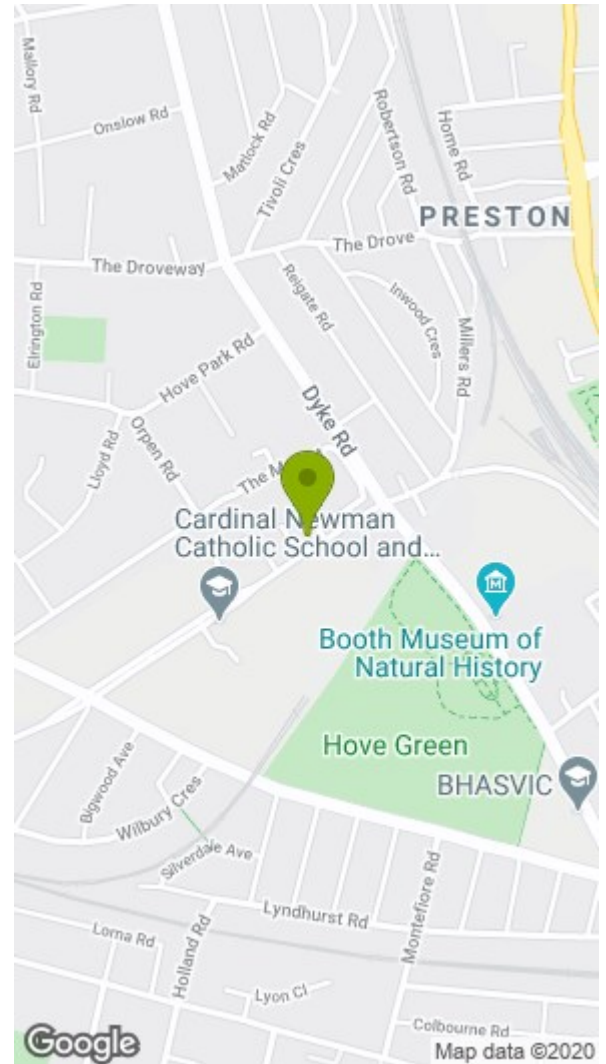 Mallory Rd
Onslow Rd
Matlock Rd
Tivoli Cres
Robertson Rd
Home Rd
PRESTON
The Drove
The Droveway
Elrington Rd
Reigate Rd
Inwood Cres
Millers Rd
Hove Park Rd
Dyke Rd
Lloyd Rd
Orpen Rd
The M
Cardinal Newman
Catholic School and...
M
Booth Museum of
Natural History
Hove Green
BHASVIC
Bigwood Ave
Wilbury Cres
Silverdale Ave
Montefiore Rd
Lyndhurst Rd
Lorna Rd
Holland Rd
Lyon Cl
Colbourne Rd
Google
Map data ©2020